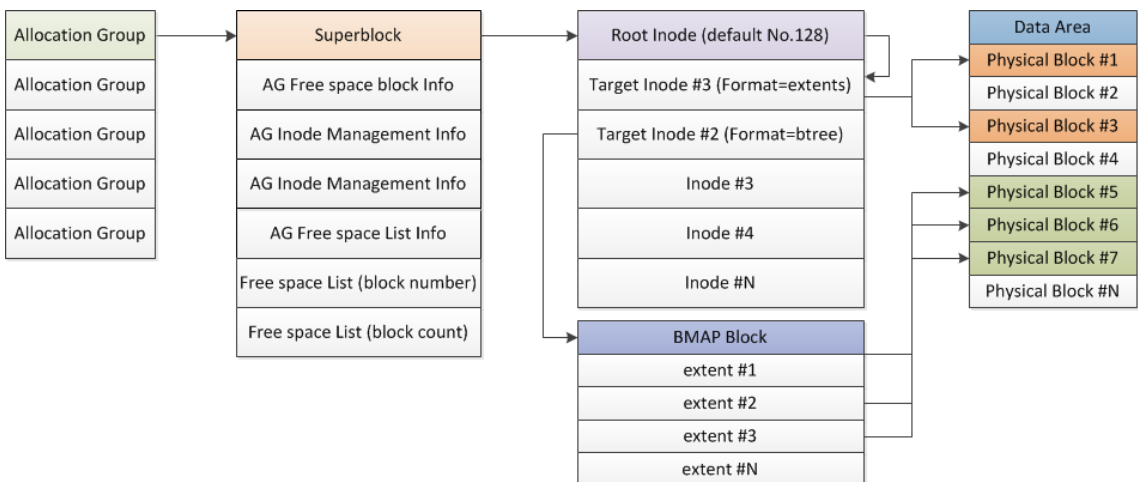 Allocation Group
Allocation Group
Allocation Group
Allocation Group
Allocation Group
Superblock
AG Free space block Info
AG Inode Management Info
AG Inode Management Info
AG Free space List Info
Free space List (block number)
Free space List (block count)
Root Inode (default No.128)
Target Inode #3 (Format=extents)
Target Inode #2 (Format=btree)
Inode #3
Inode #4
Inode #N
BMAP Block
extent #1
extent #2
extent #3
extent #N
Data Area
Physical Block #1
Physical Block #2
Physical Block #3
Physical Block #4
Physical Block #5
Physical Block #6
Physical Block #7
Physical Block #N